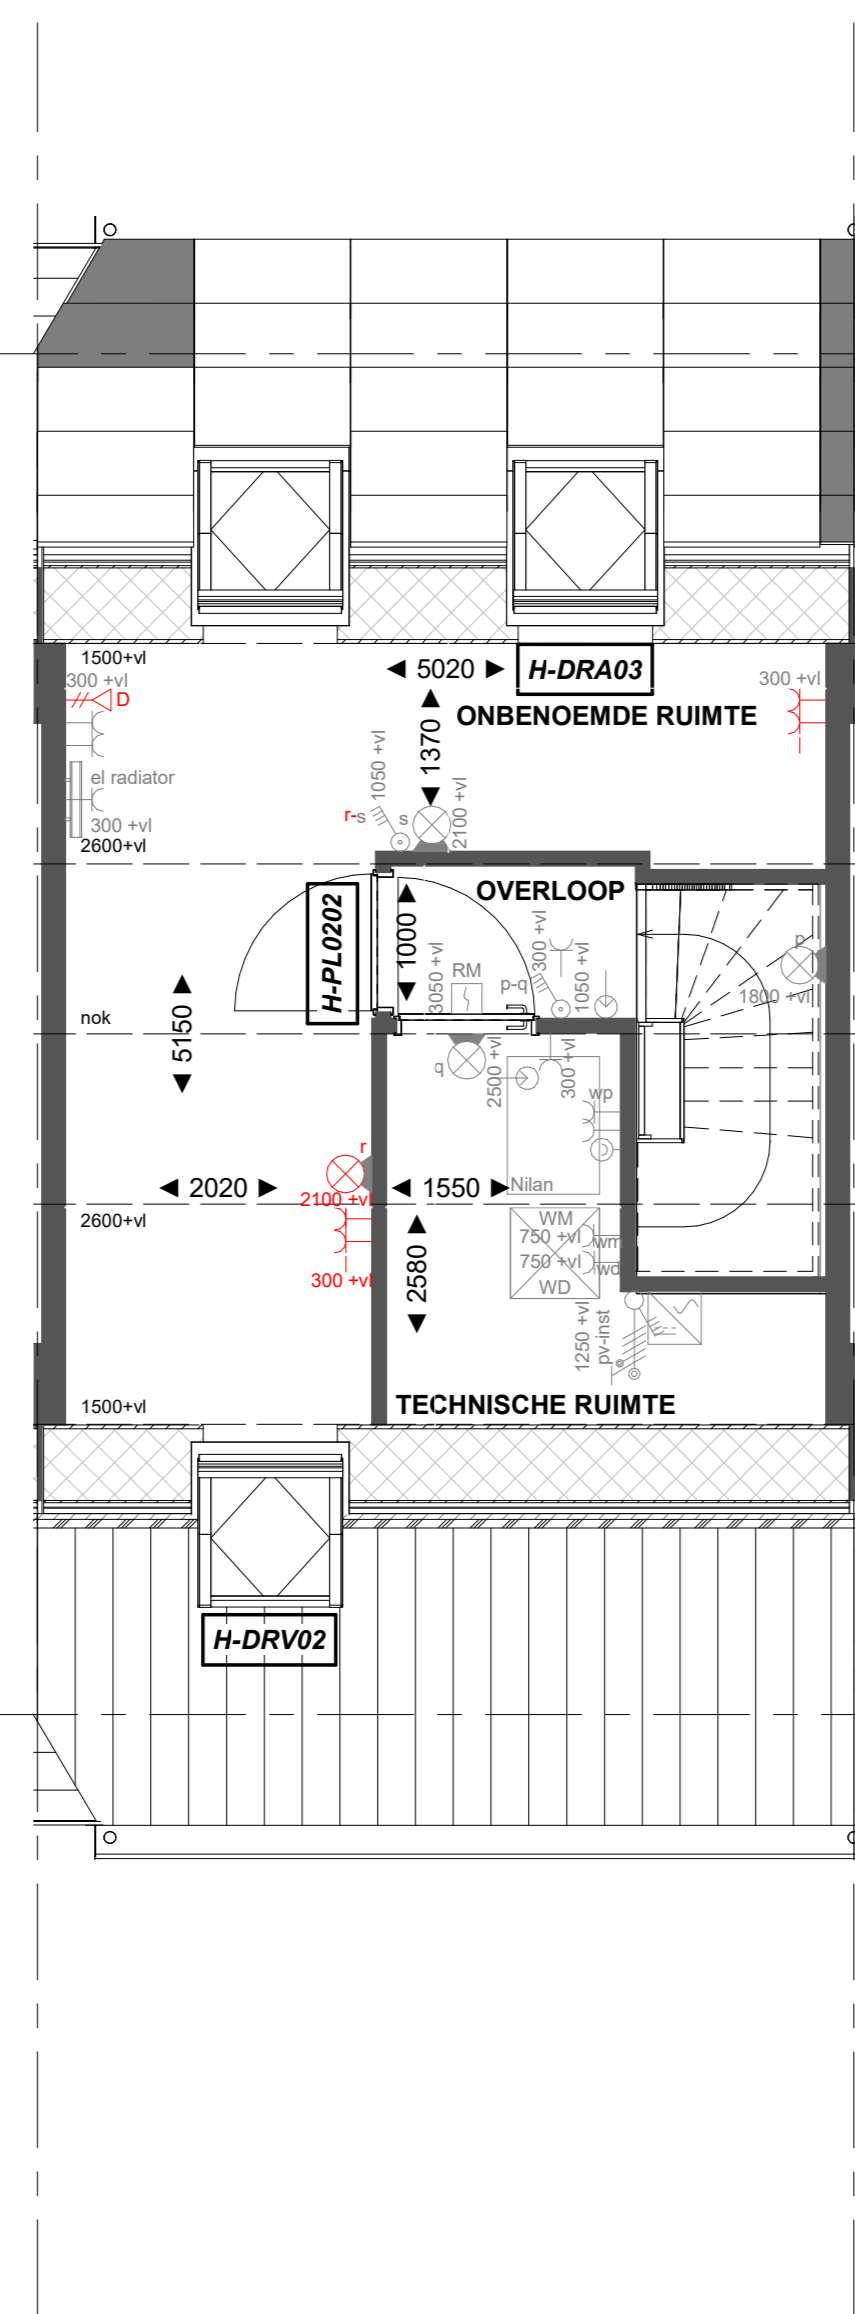 1500+vl
300 +vl
D
el radiator
300 +vl
2600+vl
5020
H-DRA03
ONBENOEMDE RUIMTE
300 +vl
1370
1050 +vl
r-s
s
2100 +vl
OVERLOOP
H-PL0202
1000
3050 +vl
RM
p-q
300 +vl
1050 +vl
p
1800 +vl
nok
5150
q
2500 +vl
300 +vl
wp
Nilan
r
2100 +vl
2020
1550
2600+vl
300 +vl
2580
WM
750 +vl
wm
750 +vl
wd
WD
1250 +vl
pv-inst
1500+vl
TECHNISCHE RUIMTE
H-DRV02